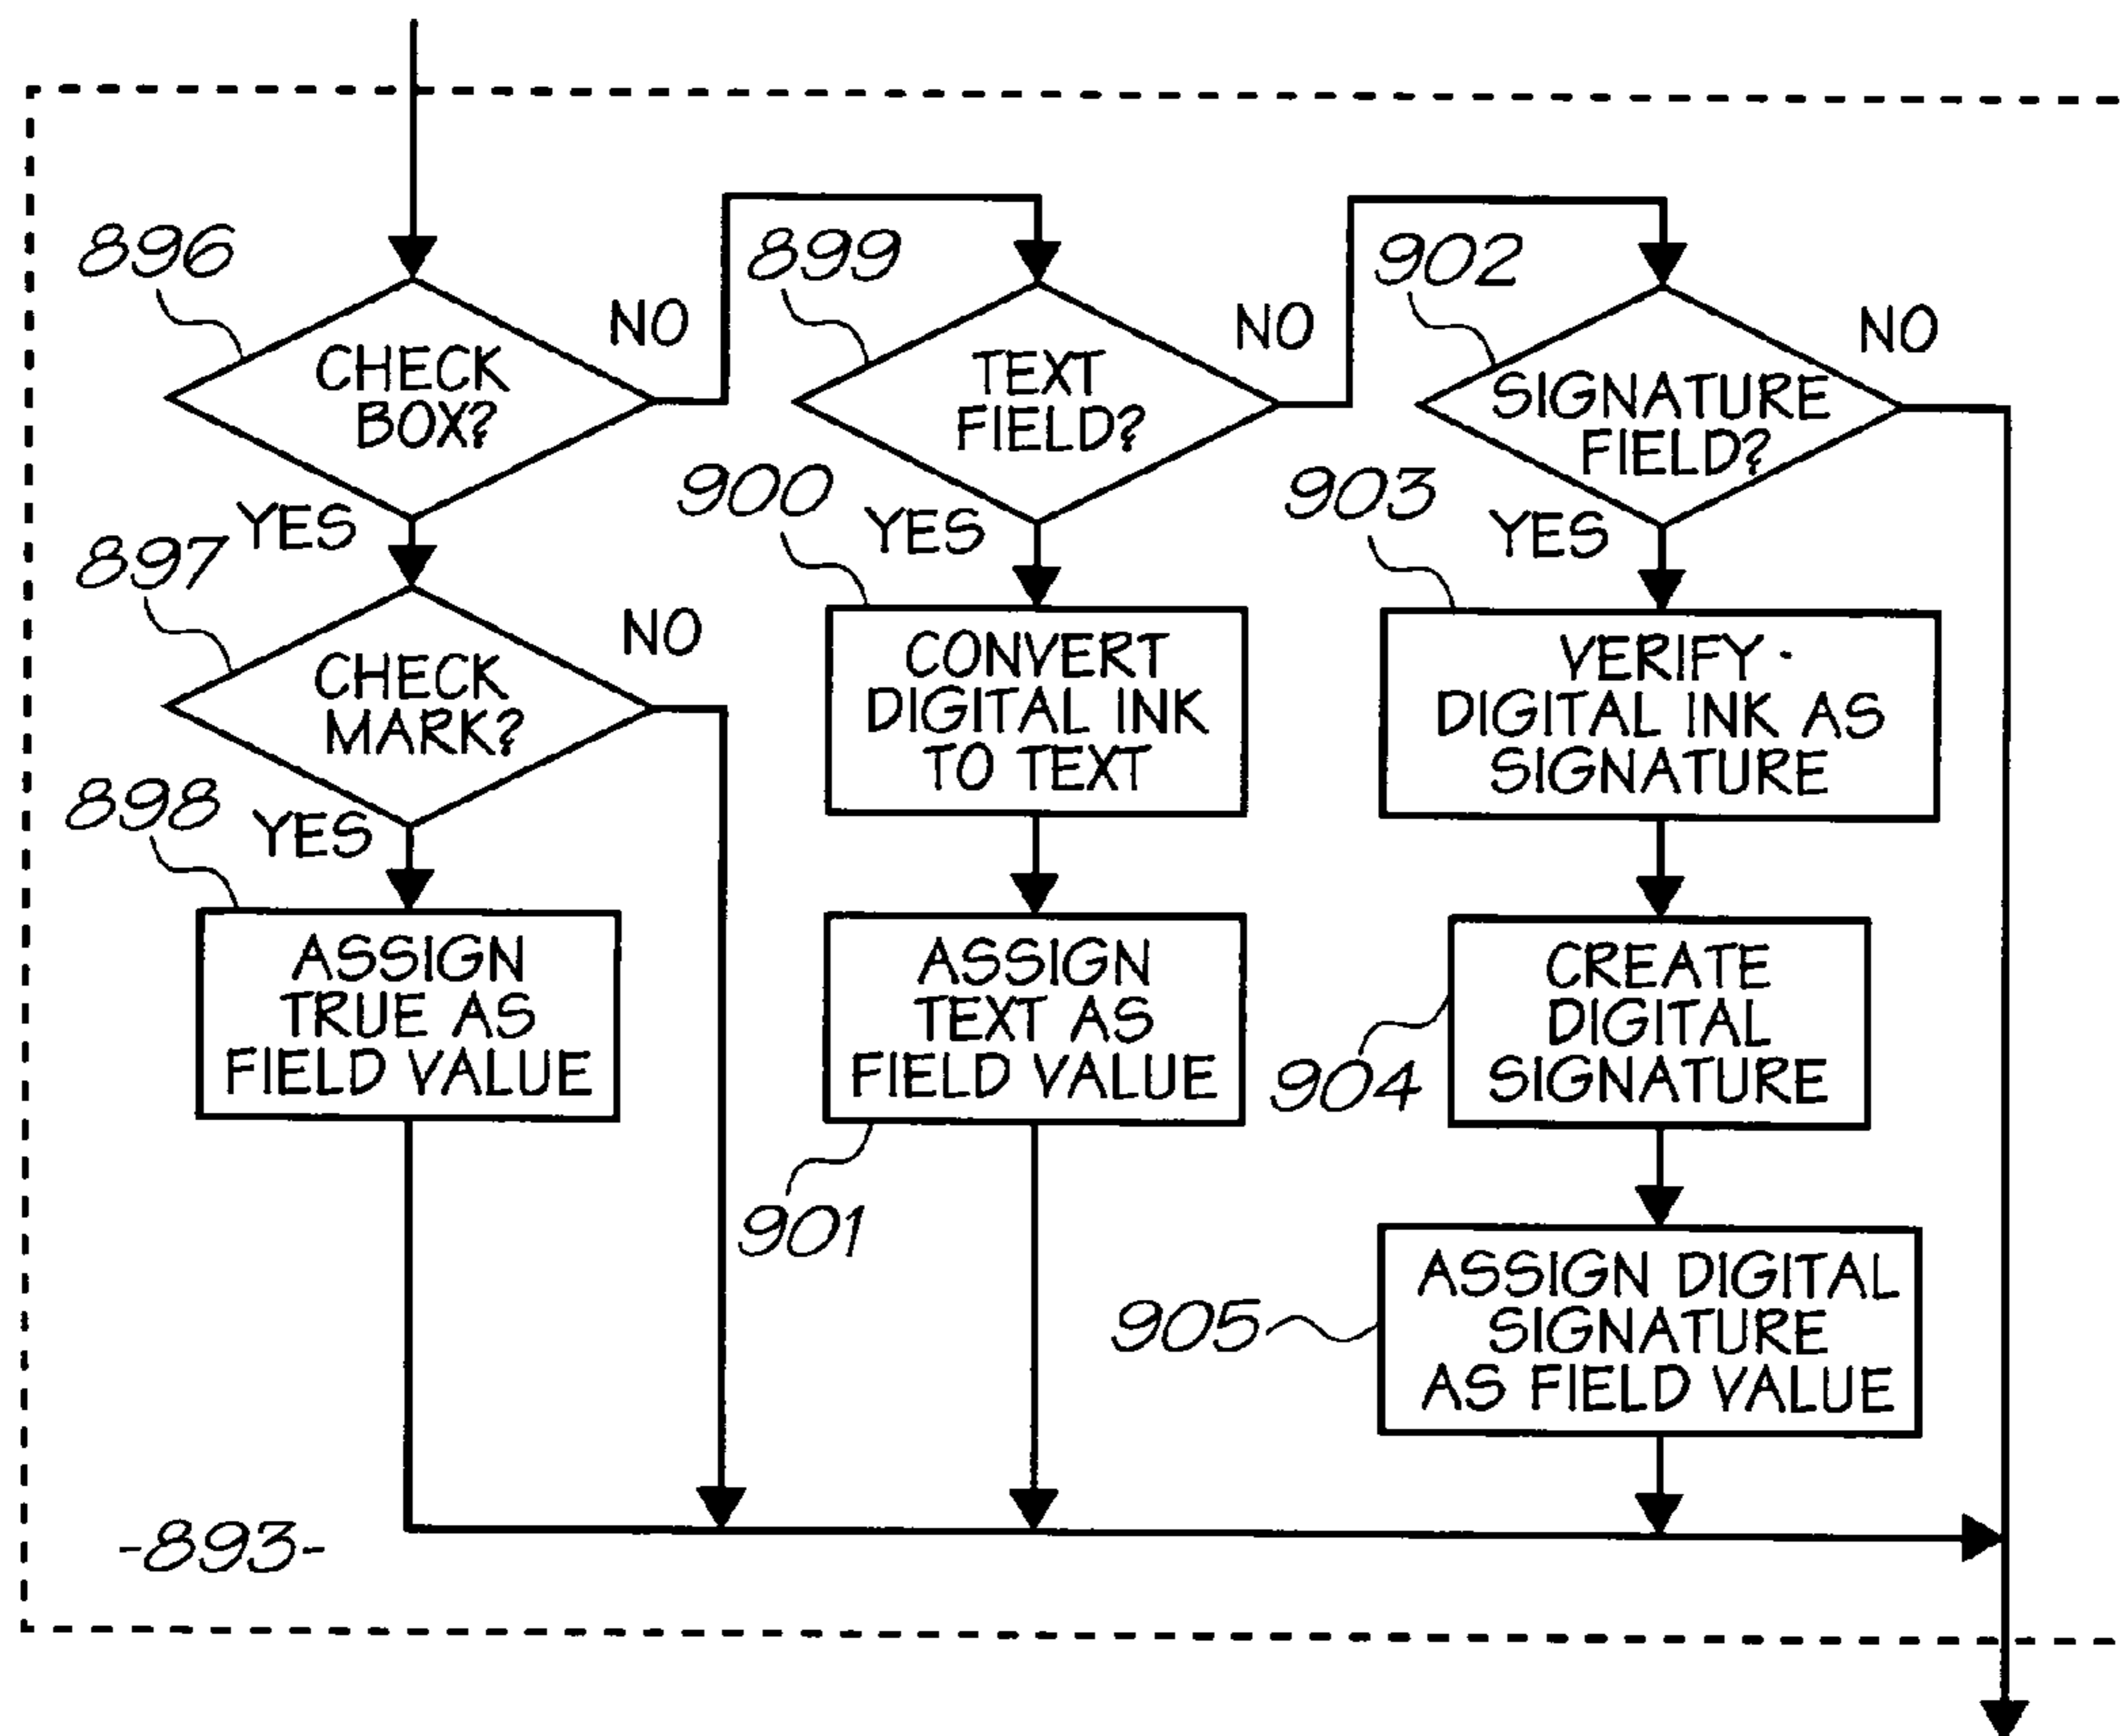 896
CHECK
BOX?
NO
YES
897
CHECK
MARK?
NO
YES
898
ASSIGN
TRUE AS
FIELD VALUE
899
TEXT
FIELD?
NO
YES
900
CONVERT
DIGITAL INK
TO TEXT
ASSIGN
TEXT AS
FIELD VALUE
901
902
SIGNATURE
FIELD?
NO
YES
903
VERIFY
DIGITAL INK AS
SIGNATURE
CREATE
DIGITAL
SIGNATURE
904
ASSIGN DIGITAL
SIGNATURE
AS FIELD VALUE
905
-893-